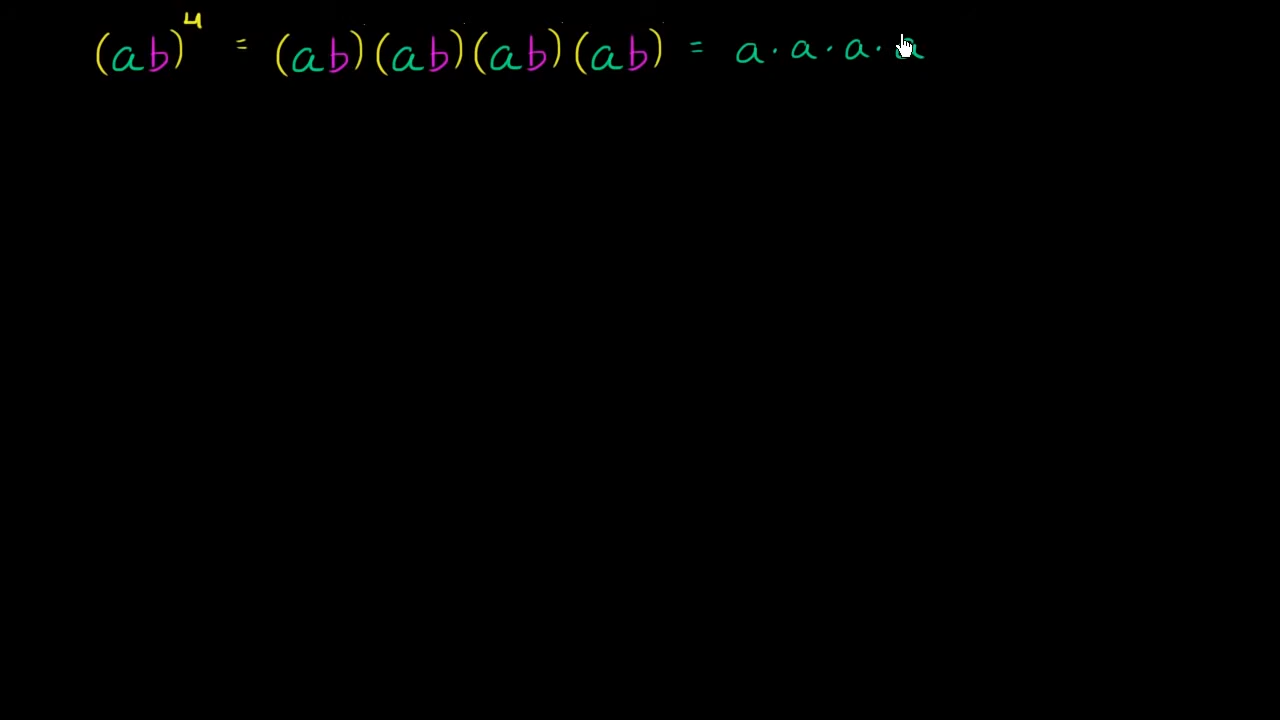 (ab)⁴ = (ab)(ab)(ab)(ab) = a · a · a · a